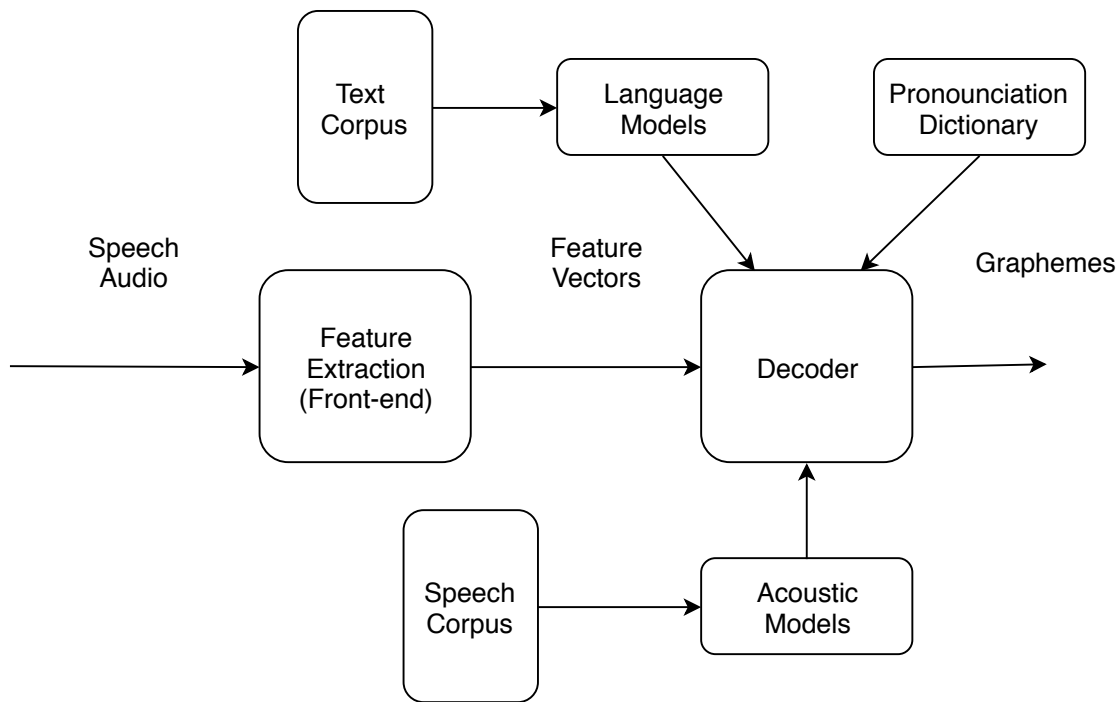 Text
Corpus
Language
Models
Pronounciation
Dictionary
Speech
Audio
Feature
Vectors
Graphemes
Feature
Extraction
(Front-end)
Decoder
Speech
Corpus
Acoustic
Models